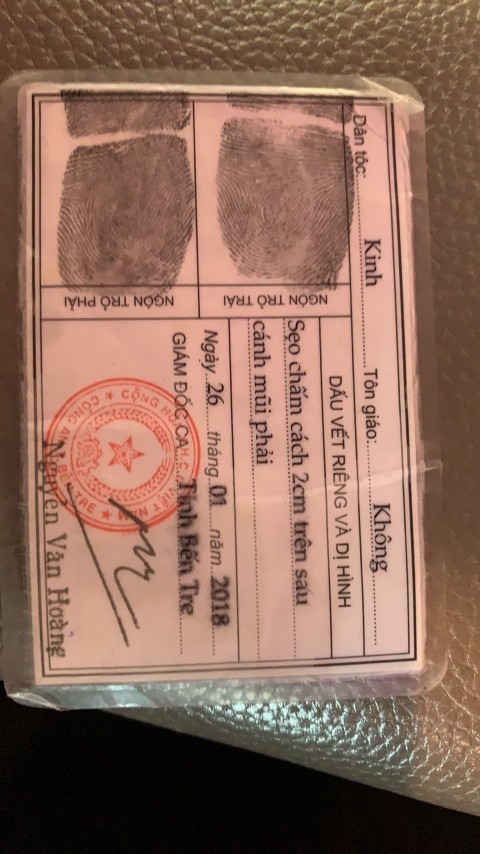 Dân tộc: Kinh Tôn giáo: Không
DẤU VẾT RIÊNG VÀ DỊ HÌNH
NGÓN TRỎ TRÁI
Sẹo chấm cách 2cm trên sau
cánh mũi phải
NGÓN TRỎ PHẢI
Ngày 26 tháng 01 năm 2018
GIÁM ĐỐC CA Tỉnh Bến Tre
Nguyễn Văn Hoàng